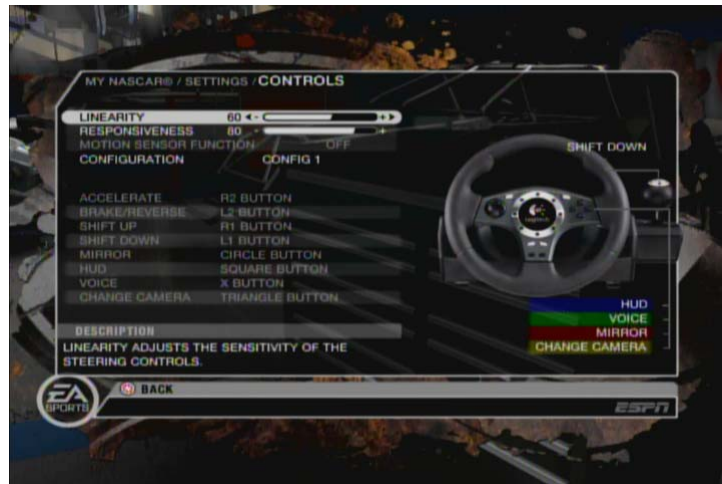 MY NASCAR® / SETTINGS / CONTROLS
LINEARITY 60 - +
RESPONSIVENESS 80 - +
MOTION SENSOR FUNCTION OFF
CONFIGURATION CONFIG 1
SHIFT DOWN
ACCELERATE R2 BUTTON
BRAKE/REVERSE L2 BUTTON
SHIFT UP R1 BUTTON
SHIFT DOWN L1 BUTTON
MIRROR CIRCLE BUTTON
HUD SQUARE BUTTON
VOICE X BUTTON
CHANGE CAMERA TRIANGLE BUTTON
Logitech
HUD
VOICE
MIRROR
CHANGE CAMERA
DESCRIPTION
LINEARITY ADJUSTS THE SENSITIVITY OF THE
STEERING CONTROLS.
BACK
EA
SPORTS
ESPN